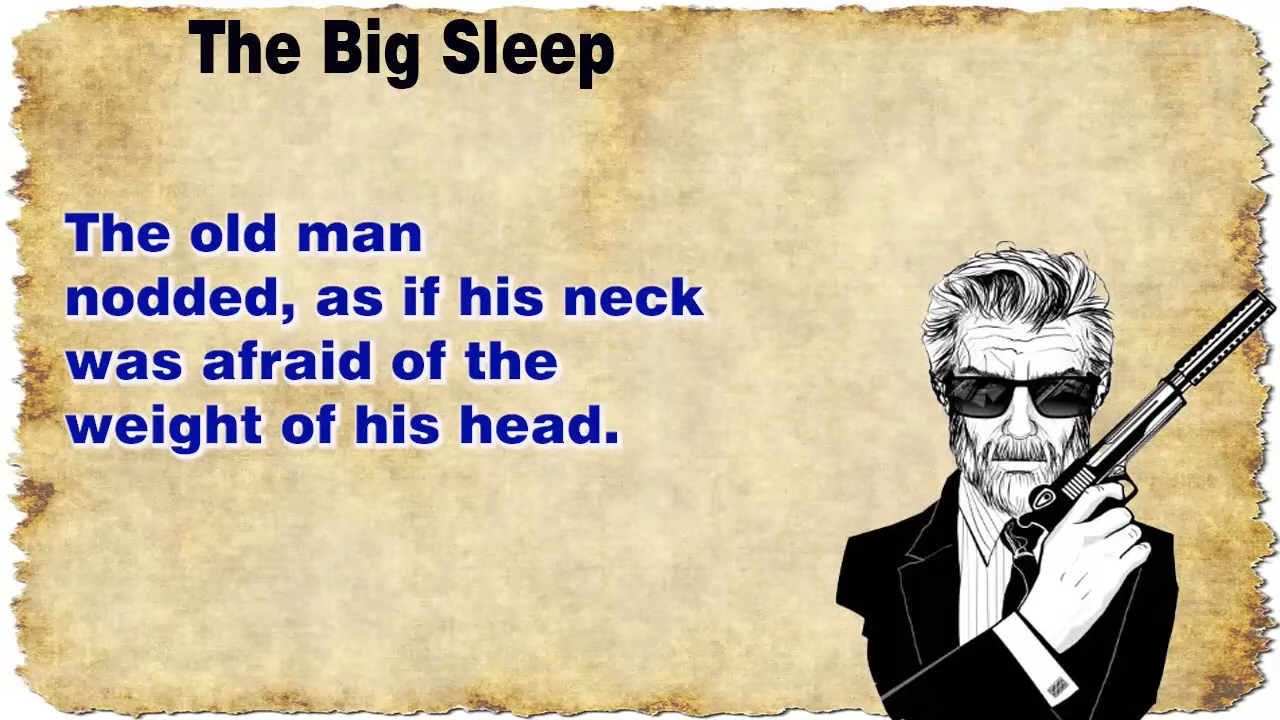 The Big Sleep
The old man
nodded, as if his neck
was afraid of the
weight of his head.